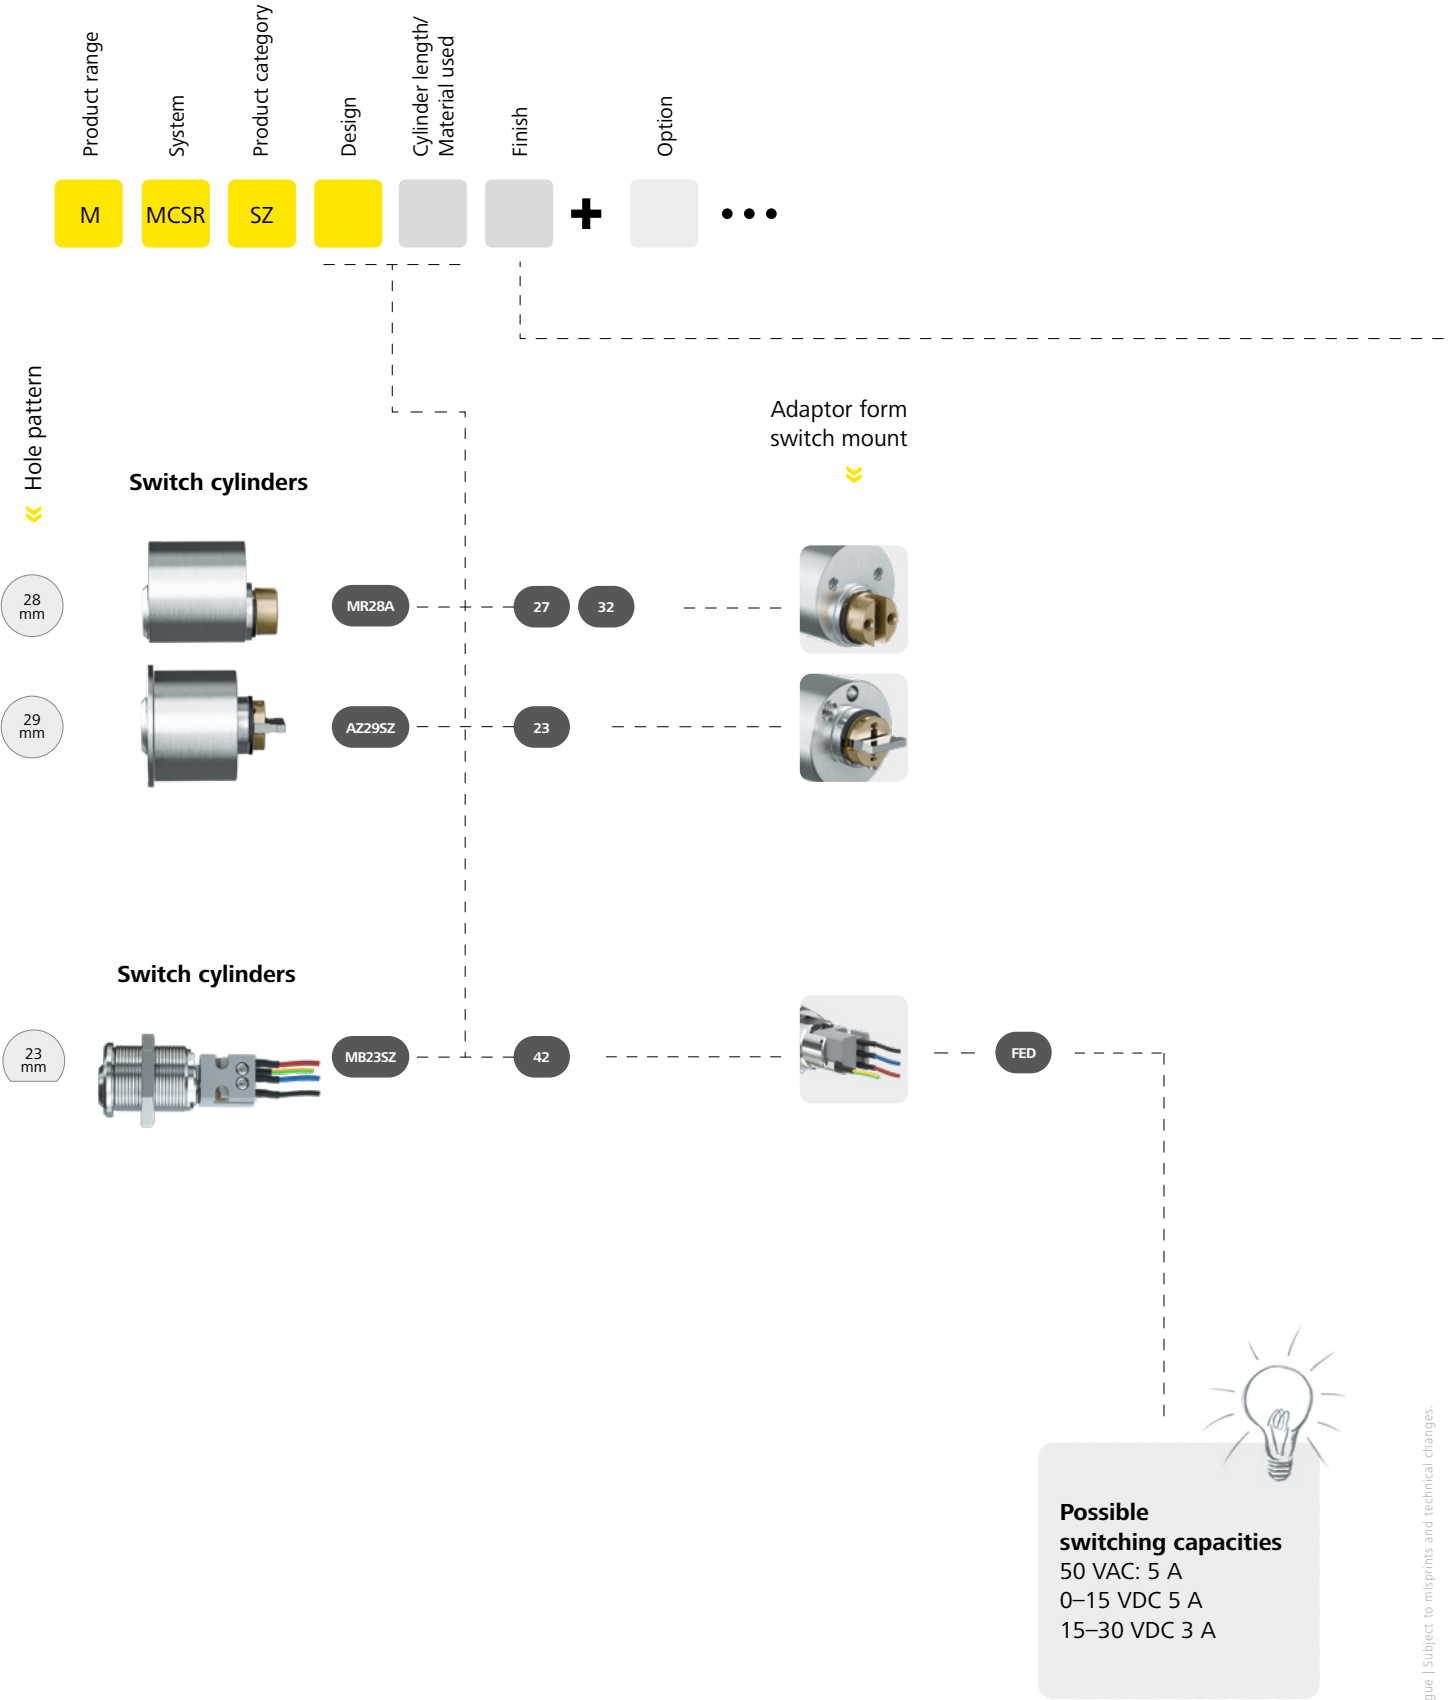 Product range
System
Product category
Design
Cylinder length/
Material used
Finish
Option
M
MCSR
SZ
Hole pattern
Adaptor form
switch mount
Switch cylinders
28
mm
MR28A
27
32
29
mm
AZ29SZ
23
Switch cylinders
23
mm
MB23SZ
42
FED
Possible
switching capacities
50 VAC: 5 A
0–15 VDC 5 A
15–30 VDC 3 A
gue | Subject to misprints and technical changes.